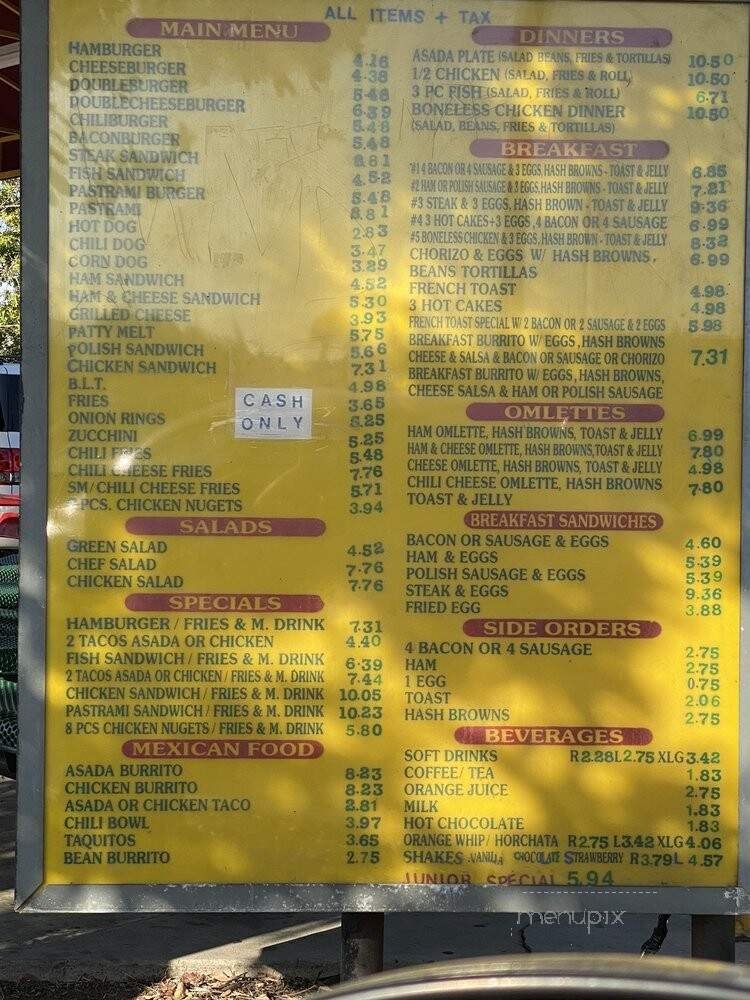 ALL ITEMS + TAX
MAIN MENU
HAMBURGER 4.16
CHEESEBURGER 4.38
DOUBLEBURGER 5.48
DOUBLECHEESEBURGER 6.39
CHILIBURGER 5.48
BACONBURGER 5.48
STEAK SANDWICH 8.81
FISH SANDWICH 4.52
PASTRAMI BURGER 5.48
PASTRAMI 8.81
HOT DOG 2.83
CHILI DOG 3.47
CORN DOG 3.29
HAM SANDWICH 4.52
HAM & CHEESE SANDWICH 5.30
GRILLED CHEESE 3.93
PATTY MELT 5.75
POLISH SANDWICH 5.66
CHICKEN SANDWICH 7.31
B.L.T. 4.98
FRIES 3.65
ONION RINGS 5.25
ZUCCHINI 5.25
CHILI FRIES 5.48
CHILI CHEESE FRIES 7.76
SM/CHILI CHEESE FRIES 5.71
PCS. CHICKEN NUGETS 3.94
CASH
ONLY
SALADS
GREEN SALAD 4.52
CHEF SALAD 7.76
CHICKEN SALAD 7.76
SPECIALS
HAMBURGER / FRIES & M. DRINK 7.31
2 TACOS ASADA OR CHICKEN 4.40
FISH SANDWICH / FRIES & M. DRINK 6.39
2 TACOS ASADA OR CHICKEN / FRIES & M. DRINK 7.44
CHICKEN SANDWICH / FRIES & M. DRINK 10.05
PASTRAMI SANDWICH / FRIES & M. DRINK 10.23
8 PCS CHICKEN NUGETS / FRIES & M. DRINK 5.80
MEXICAN FOOD
ASADA BURRITO 8.23
CHICKEN BURRITO 8.23
ASADA OR CHICKEN TACO 2.81
CHILI BOWL 3.97
TAQUITOS 3.65
BEAN BURRITO 2.75
DINNERS
ASADA PLATE (SALAD BEANS, FRIES & TORTILLAS) 10.50
1/2 CHICKEN (SALAD, FRIES & ROLL) 10.50
3 PC FISH (SALAD, FRIES & ROLL) 6.71
BONELESS CHICKEN DINNER 10.50
(SALAD, BEANS, FRIES & TORTILLAS)
BREAKFAST
#1 4 BACON OR 4 SAUSAGE & 3 EGGS, HASH BROWNS - TOAST & JELLY 6.85
#2 HAM OR POLISH SAUSAGE & 3 EGGS, HASH BROWNS - TOAST & JELLY 7.21
#3 STEAK & 3 EGGS, HASH BROWN - TOAST & JELLY 9.36
#4 3 HOT CAKES+3 EGGS, 4 BACON OR 4 SAUSAGE 6.99
#5 BONELESS CHICKEN & 3 EGGS, HASH BROWN - TOAST & JELLY 8.32
CHORIZO & EGGS W/ HASH BROWNS, 6.99
BEANS TORTILLAS
FRENCH TOAST 4.98
3 HOT CAKES 4.98
FRENCH TOAST SPECIAL W/ 2 BACON OR 2 SAUSAGE & 2 EGGS 5.98
BREAKFAST BURRITO W/ EGGS, HASH BROWNS
CHEESE & SALSA & BACON OR SAUSAGE OR CHORIZO 7.31
BREAKFAST BURRITO W/ EGGS, HASH BROWNS,
CHEESE SALSA & HAM OR POLISH SAUSAGE
OMLETTES
HAM OMLETTE, HASH BROWNS, TOAST & JELLY 6.99
HAM & CHEESE OMLETTE, HASH BROWNS, TOAST & JELLY 7.80
CHEESE OMLETTE, HASH BROWNS, TOAST & JELLY 4.98
CHILI CHEESE OMLETTE, HASH BROWNS 7.80
TOAST & JELLY
BREAKFAST SANDWICHES
BACON OR SAUSAGE & EGGS 4.60
HAM & EGGS 5.39
POLISH SAUSAGE & EGGS 5.39
STEAK & EGGS 9.36
FRIED EGG 3.88
SIDE ORDERS
4 BACON OR 4 SAUSAGE 2.75
HAM 2.75
1 EGG 0.75
TOAST 2.06
HASH BROWNS 2.75
BEVERAGES
SOFT DRINKS R 2.28 L 2.75 XLG 3.42
COFFEE / TEA 1.83
ORANGE JUICE 2.75
MILK 1.83
HOT CHOCOLATE 1.83
ORANGE WHIP/ HORCHATA R 2.75 L 3.42 XLG 4.06
SHAKES VANILLA CHOCOLATE STRAWBERRY R 3.79 L 4.57
JUNIOR SPECIAL 5.94
menupix